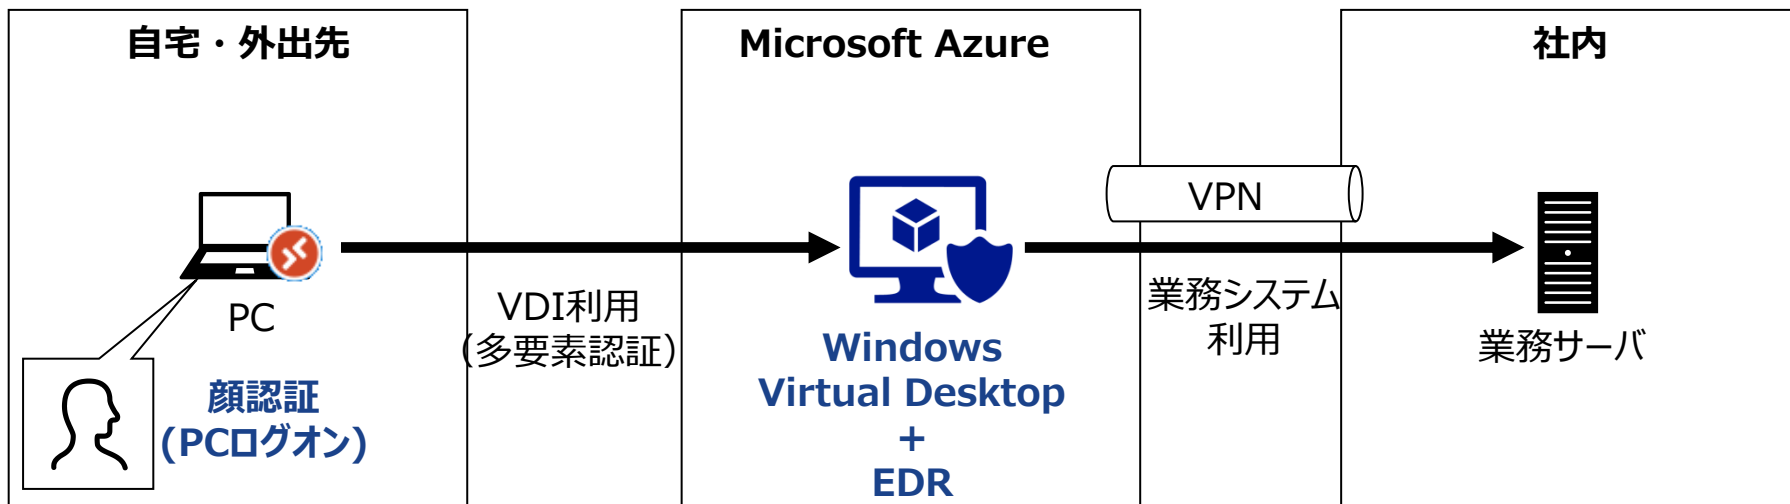 自宅・外出先
Microsoft Azure
社内
PC
顔認証
(PCログオン)
VDI利用
(多要素認証)
Windows
Virtual Desktop
+
EDR
VPN
業務システム
利用
業務サーバ